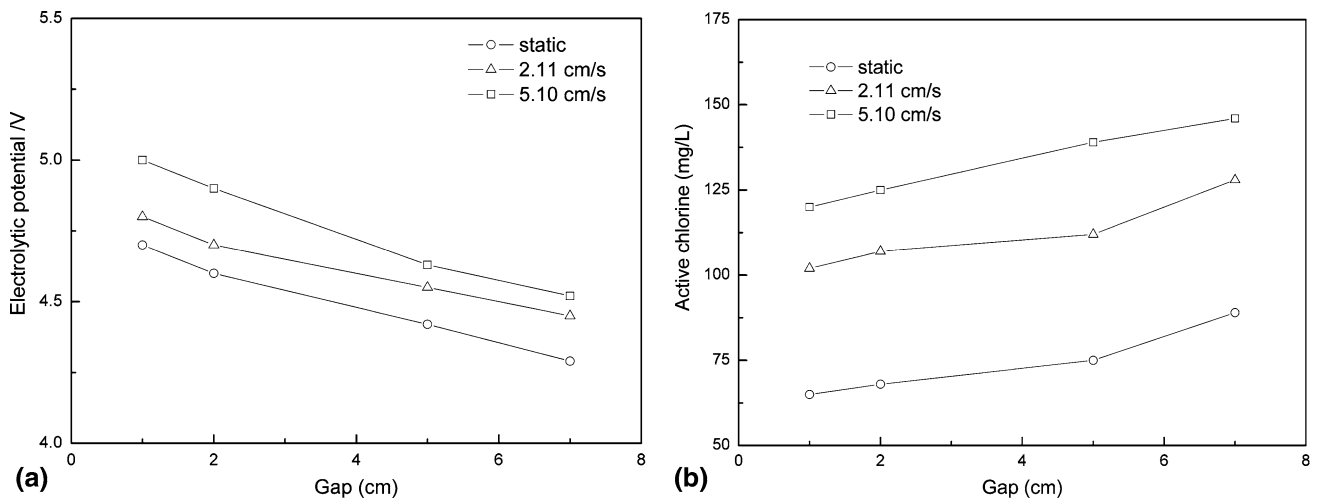 5.5
5.0
4.5
4.0
Electrolytic potential /V
static
2.11 cm/s
5.10 cm/s
0 2 4 6 8
Gap (cm)
(a)
175
150
125
100
75
50
Active chlorine (mg/L)
static
2.11 cm/s
5.10 cm/s
0 2 4 6 8
Gap (cm)
(b)